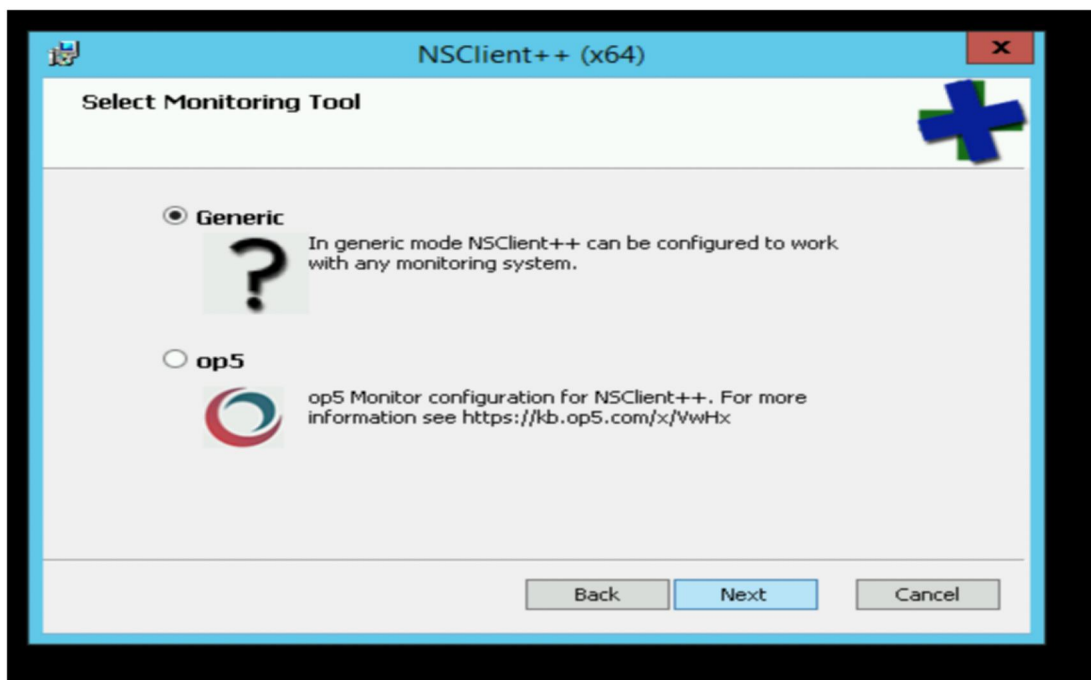 NSClient++ (x64)
x
Select Monitoring Tool
Generic
?
In generic mode NSClient++ can be configured to work
with any monitoring system.
op5
op5 Monitor configuration for NSClient++. For more
information see https://kb.op5.com/x/VwHx
Back
Next
Cancel